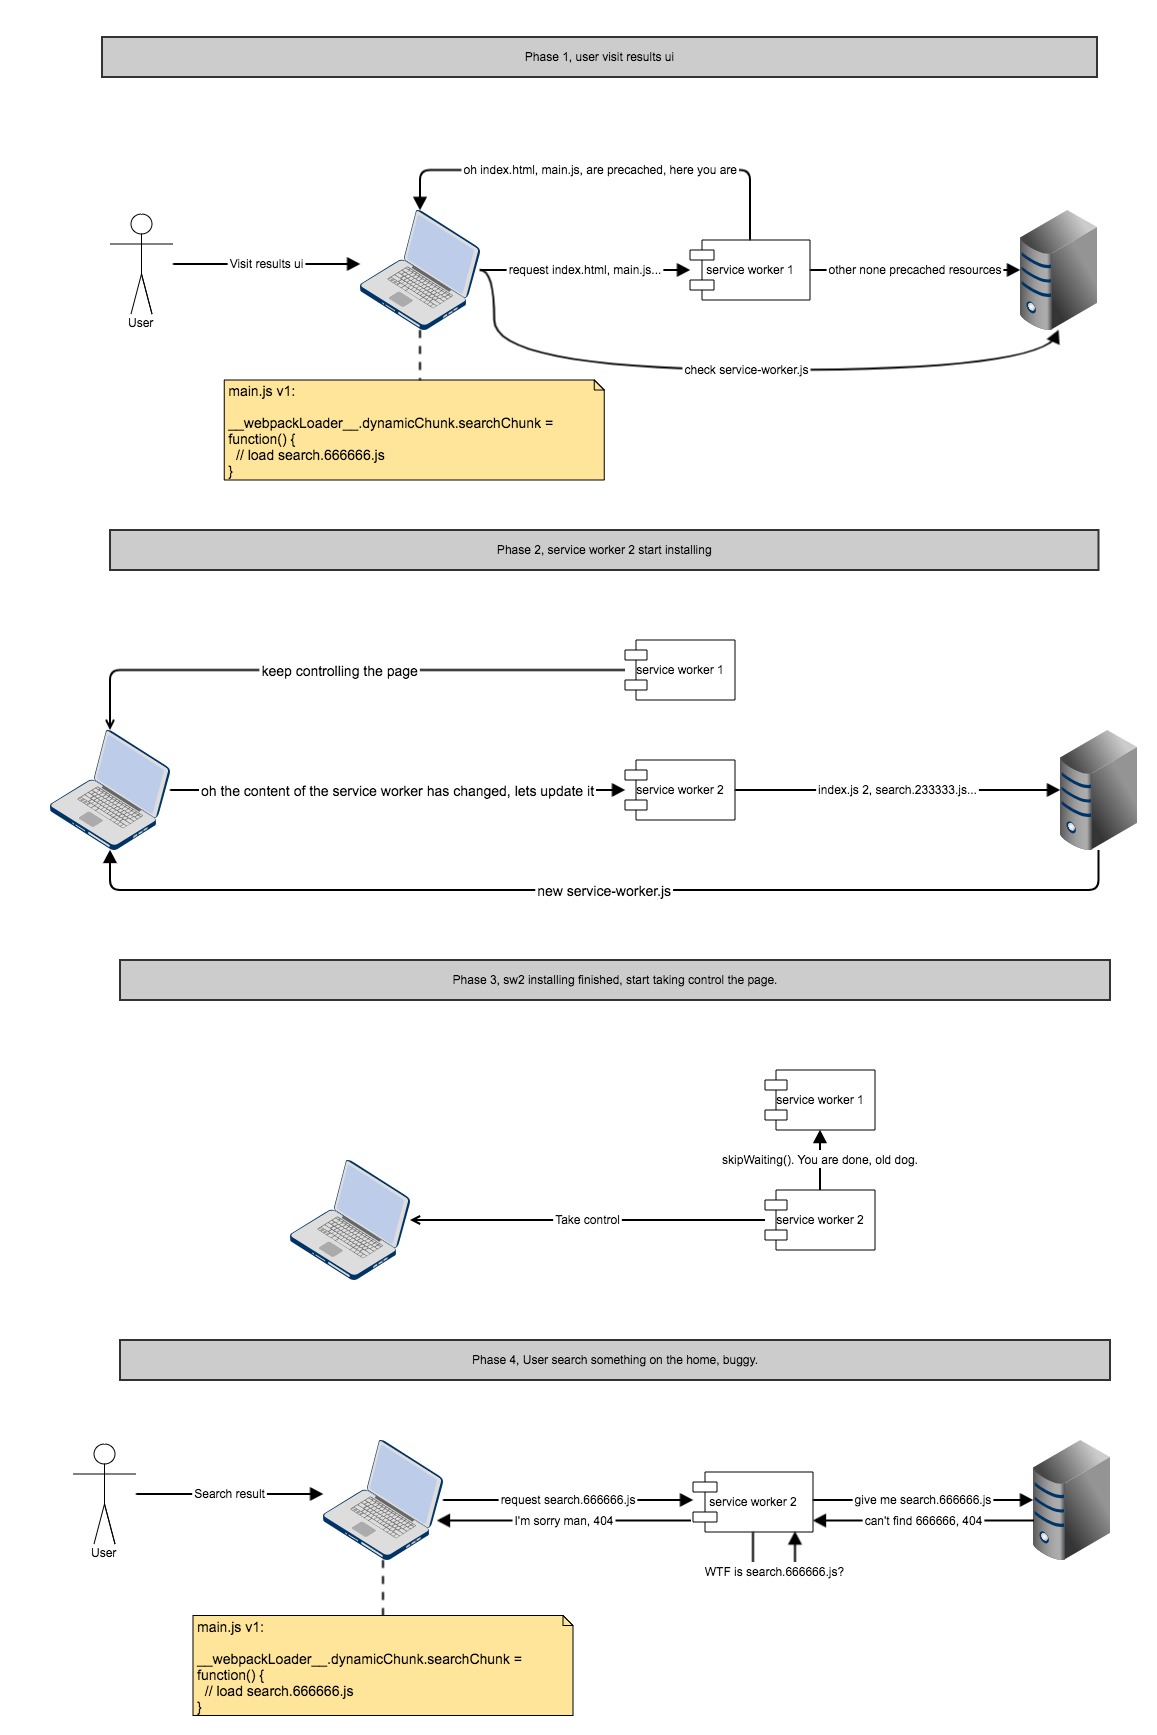 Phase 1, user visit results ui
oh index.html, main.js, are precached, here you are
Visit results ui
request index.html, main.js...
service worker 1
other none precached resources
User
check service-worker.js
main.js v1:
__webpackLoader__.dynamicChunk.searchChunk =
function() {
// load search.666666.js
}
Phase 2, service worker 2 start installing
keep controlling the page
service worker 1
oh the content of the service worker has changed, lets update it
service worker 2
index.js 2, search.233333.js...
new service-worker.js
Phase 3, sw2 installing finished, start taking control the page.
service worker 1
skipWaiting(). You are done, old dog.
Take control
service worker 2
Phase 4, User search something on the home, buggy.
Search result
request search.666666.js
service worker 2
give me search.666666.js
I'm sorry man, 404
can't find 666666, 404
User
WTF is search.666666.js?
main.js v1:
__webpackLoader__.dynamicChunk.searchChunk =
function() {
// load search.666666.js
}